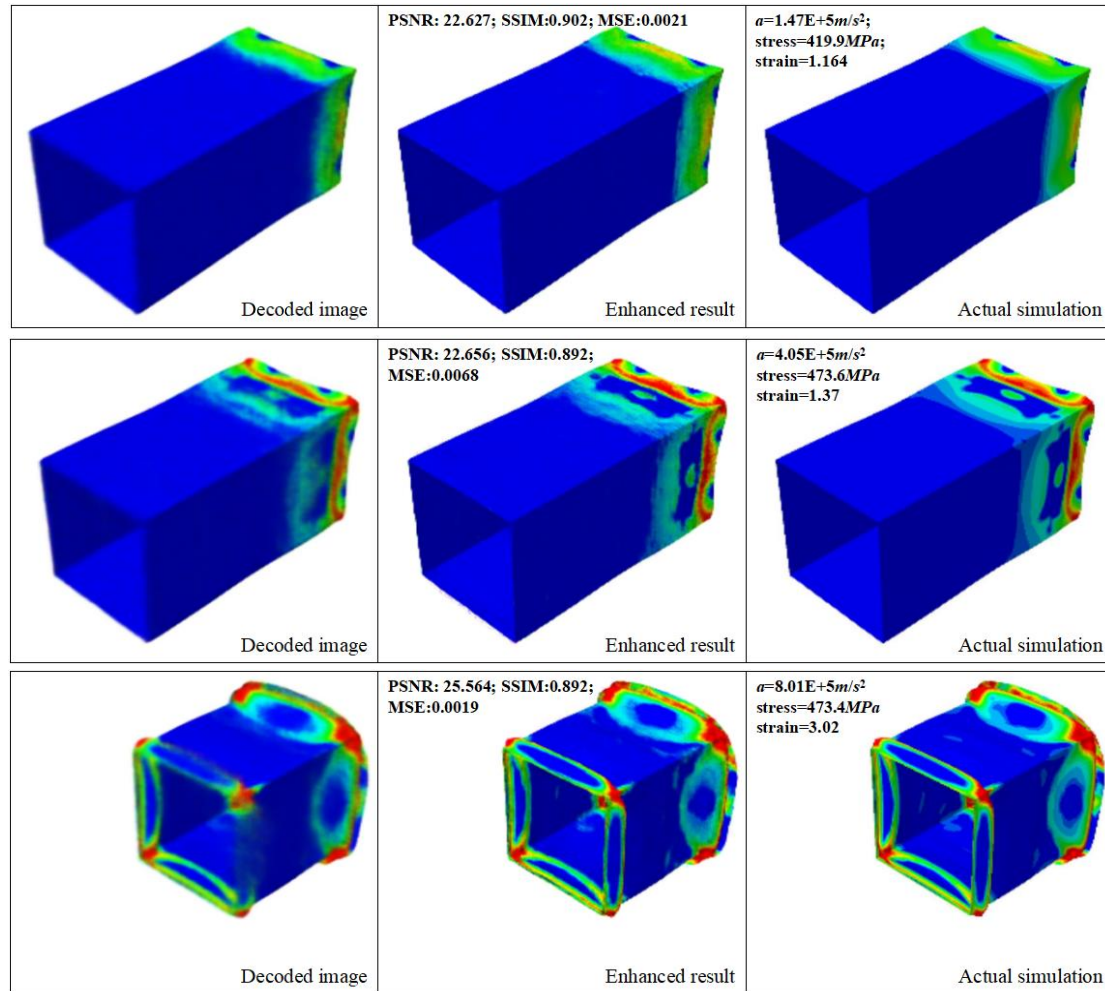 PSNR: 22.627; SSIM:0.902; MSE:0.0021
a=1.47E+5m/s²;
stress=419.9MPa;
strain=1.164
Decoded image
Enhanced result
Actual simulation
PSNR: 22.656; SSIM:0.892;
MSE:0.0068
a=4.05E+5m/s²
stress=473.6MPa
strain=1.37
Decoded image
Enhanced result
Actual simulation
PSNR: 25.564; SSIM:0.892;
MSE:0.0019
a=8.01E+5m/s²
stress=473.4MPa
strain=3.02
Decoded image
Enhanced result
Actual simulation